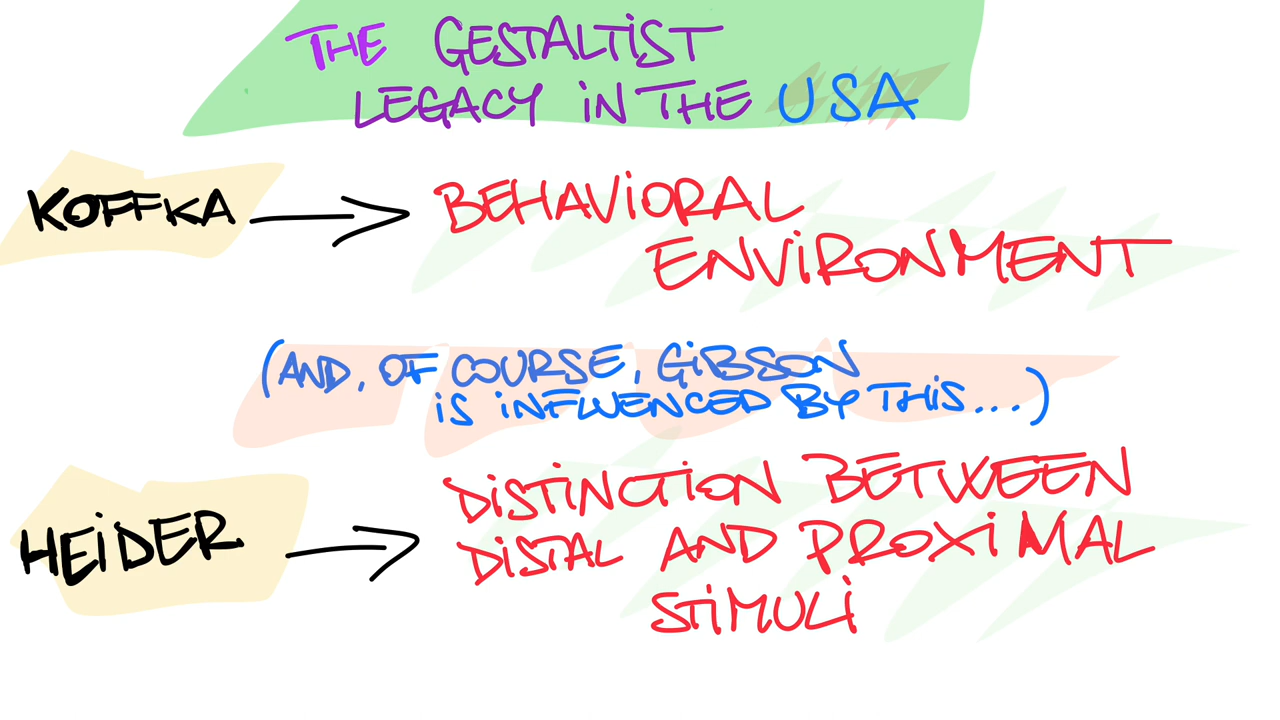 THE GESTALTIST
LEGACY iN THE USA
KOFFKA → BEHAViORAL
ENViRONMENT
(AND, OF COURSE, GiBSON
iS iNFLUENCED BY THiS...)
HEiDER → DiSTiNCTiON BETWEEN
DiSTAL AND PROXiMAL
STiMULi